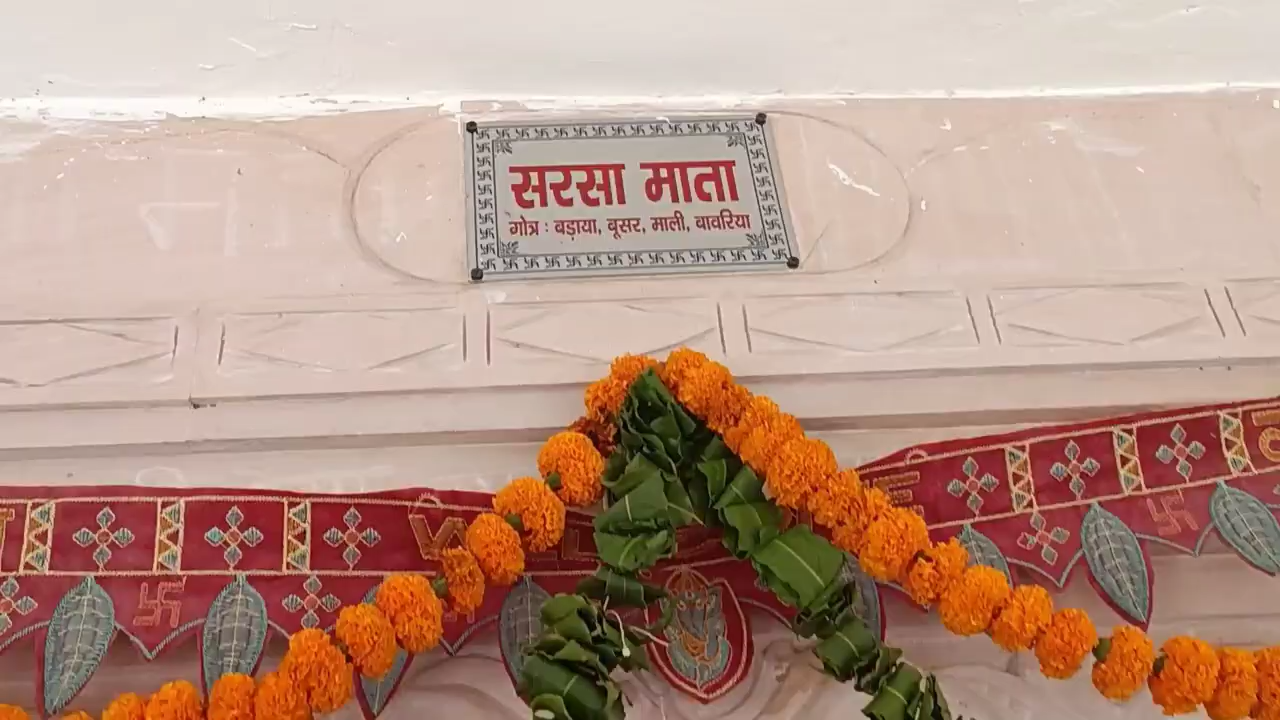 सरसा माता
गोत्र : बड़ाया, बूसर, माली, बावरिया